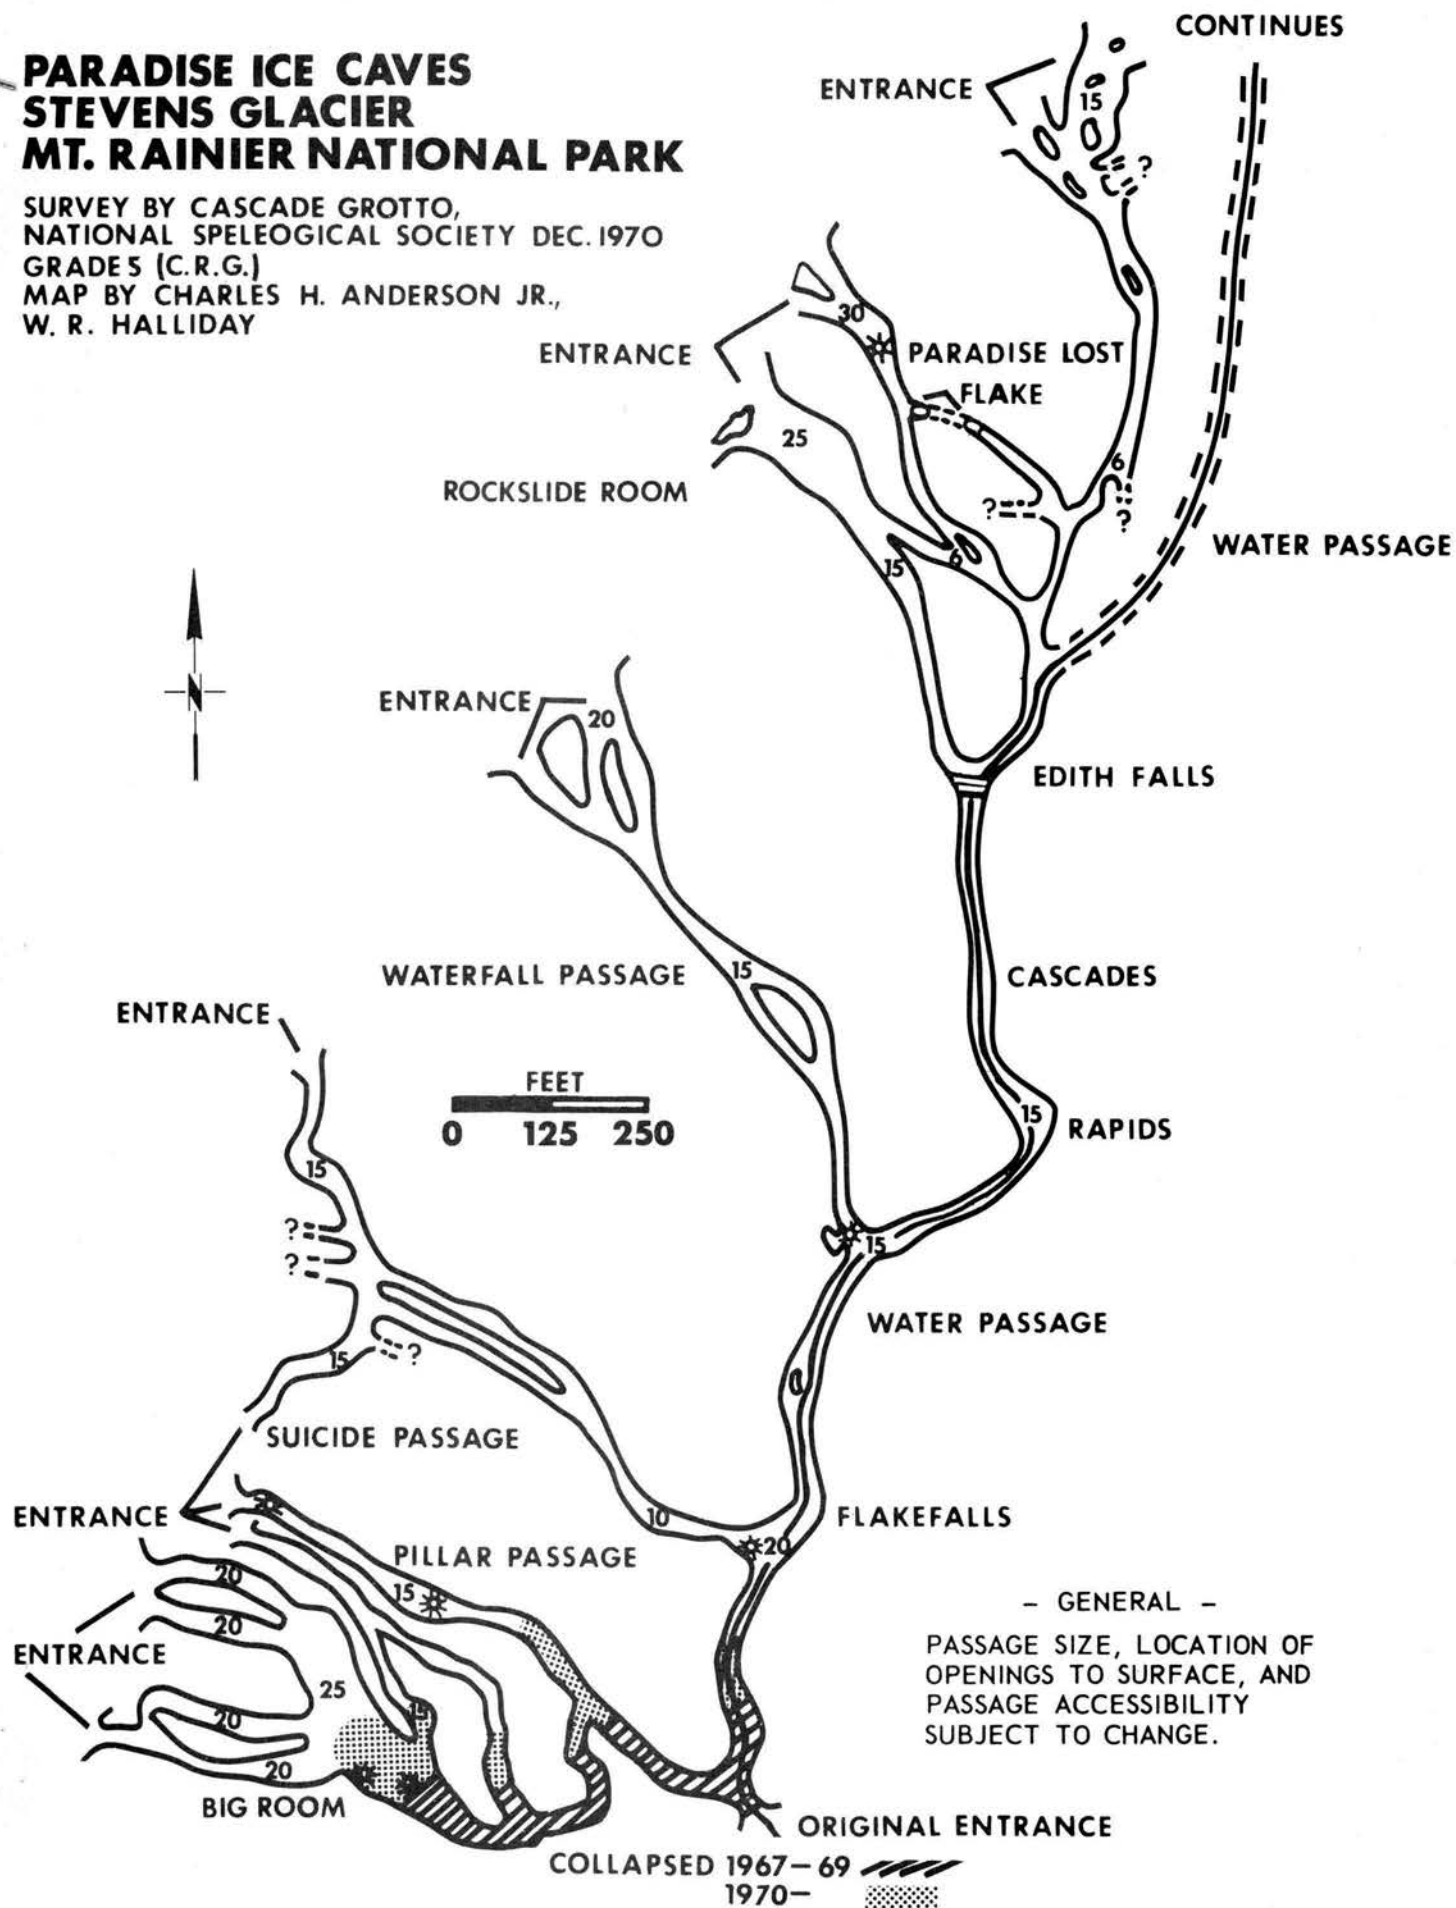 PARADISE ICE CAVES
STEVENS GLACIER
MT. RAINIER NATIONAL PARK
SURVEY BY CASCADE GROTTO,
NATIONAL SPELEOGICAL SOCIETY DEC. 1970
GRADE 5 (C.R.G.)
MAP BY CHARLES H. ANDERSON JR.,
W. R. HALLIDAY
CONTINUES
ENTRANCE
15
?
30
ENTRANCE
PARADISE LOST
FLAKE
25
6
ROCKSLIDE ROOM
?
?
WATER PASSAGE
15
6
N
ENTRANCE
20
EDITH FALLS
WATERFALL PASSAGE
15
CASCADES
ENTRANCE
FEET
0 125 250
15
RAPIDS
15
?
?
15
WATER PASSAGE
15
?
SUICIDE PASSAGE
ENTRANCE
10
FLAKEFALLS
20
PILLAR PASSAGE
15
20
20
ENTRANCE
25
15
20
20
BIG ROOM
– GENERAL –
PASSAGE SIZE, LOCATION OF
OPENINGS TO SURFACE, AND
PASSAGE ACCESSIBILITY
SUBJECT TO CHANGE.
ORIGINAL ENTRANCE
COLLAPSED 1967–69
1970–